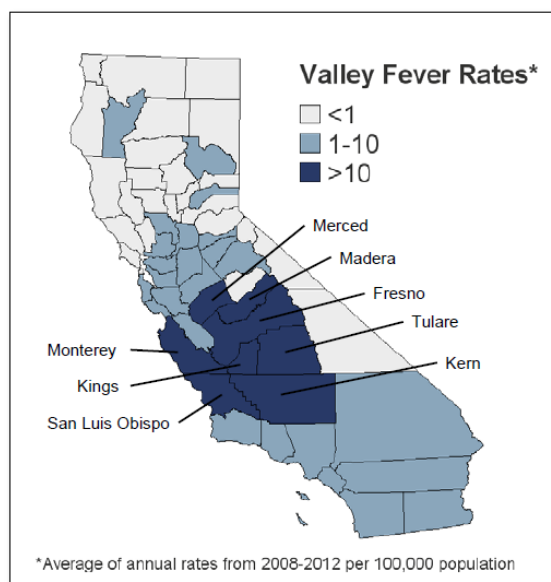 Valley Fever Rates*
<1
1-10
>10
Merced
Madera
Fresno
Tulare
Monterey
Kern
Kings
San Luis Obispo
*Average of annual rates from 2008-2012 per 100,000 population